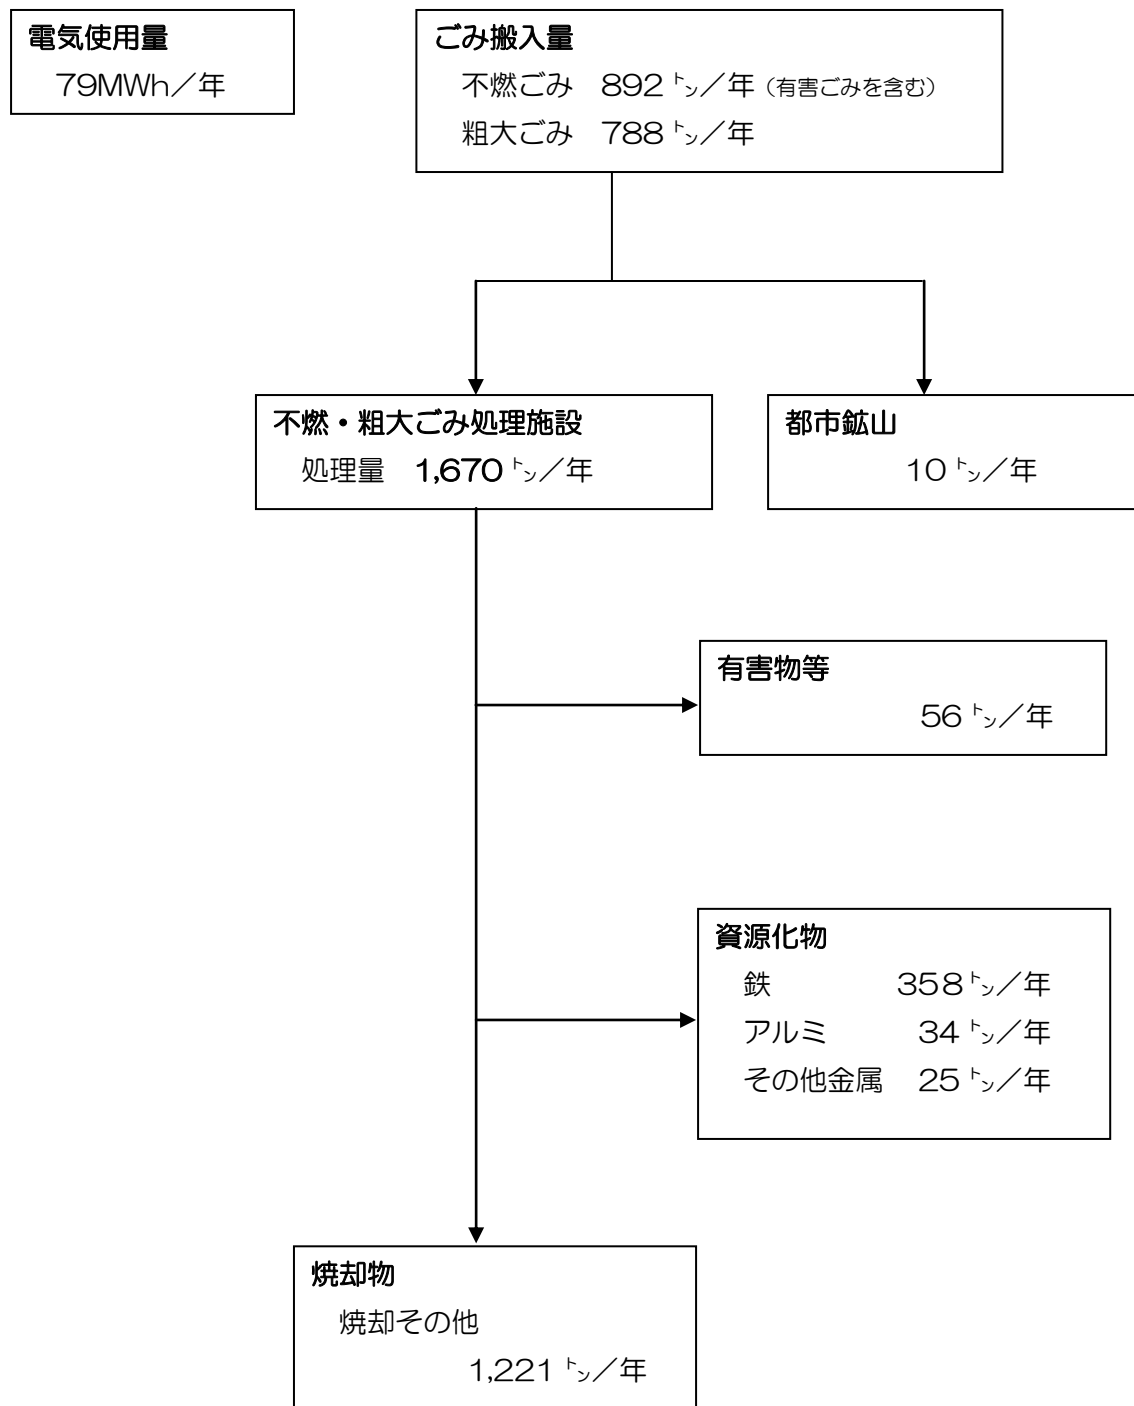 電気使用量
79MWh／年
ごみ搬入量
不燃ごみ 892 ㌧／年（有害ごみを含む）
粗大ごみ 788 ㌧／年
不燃・粗大ごみ処理施設
処理量 1,670 ㌧／年
都市鉱山
10 ㌧／年
有害物等
56 ㌧／年
資源化物
鉄 358 ㌧／年
アルミ 34 ㌧／年
その他金属 25 ㌧／年
焼却物
焼却その他
1,221 ㌧／年